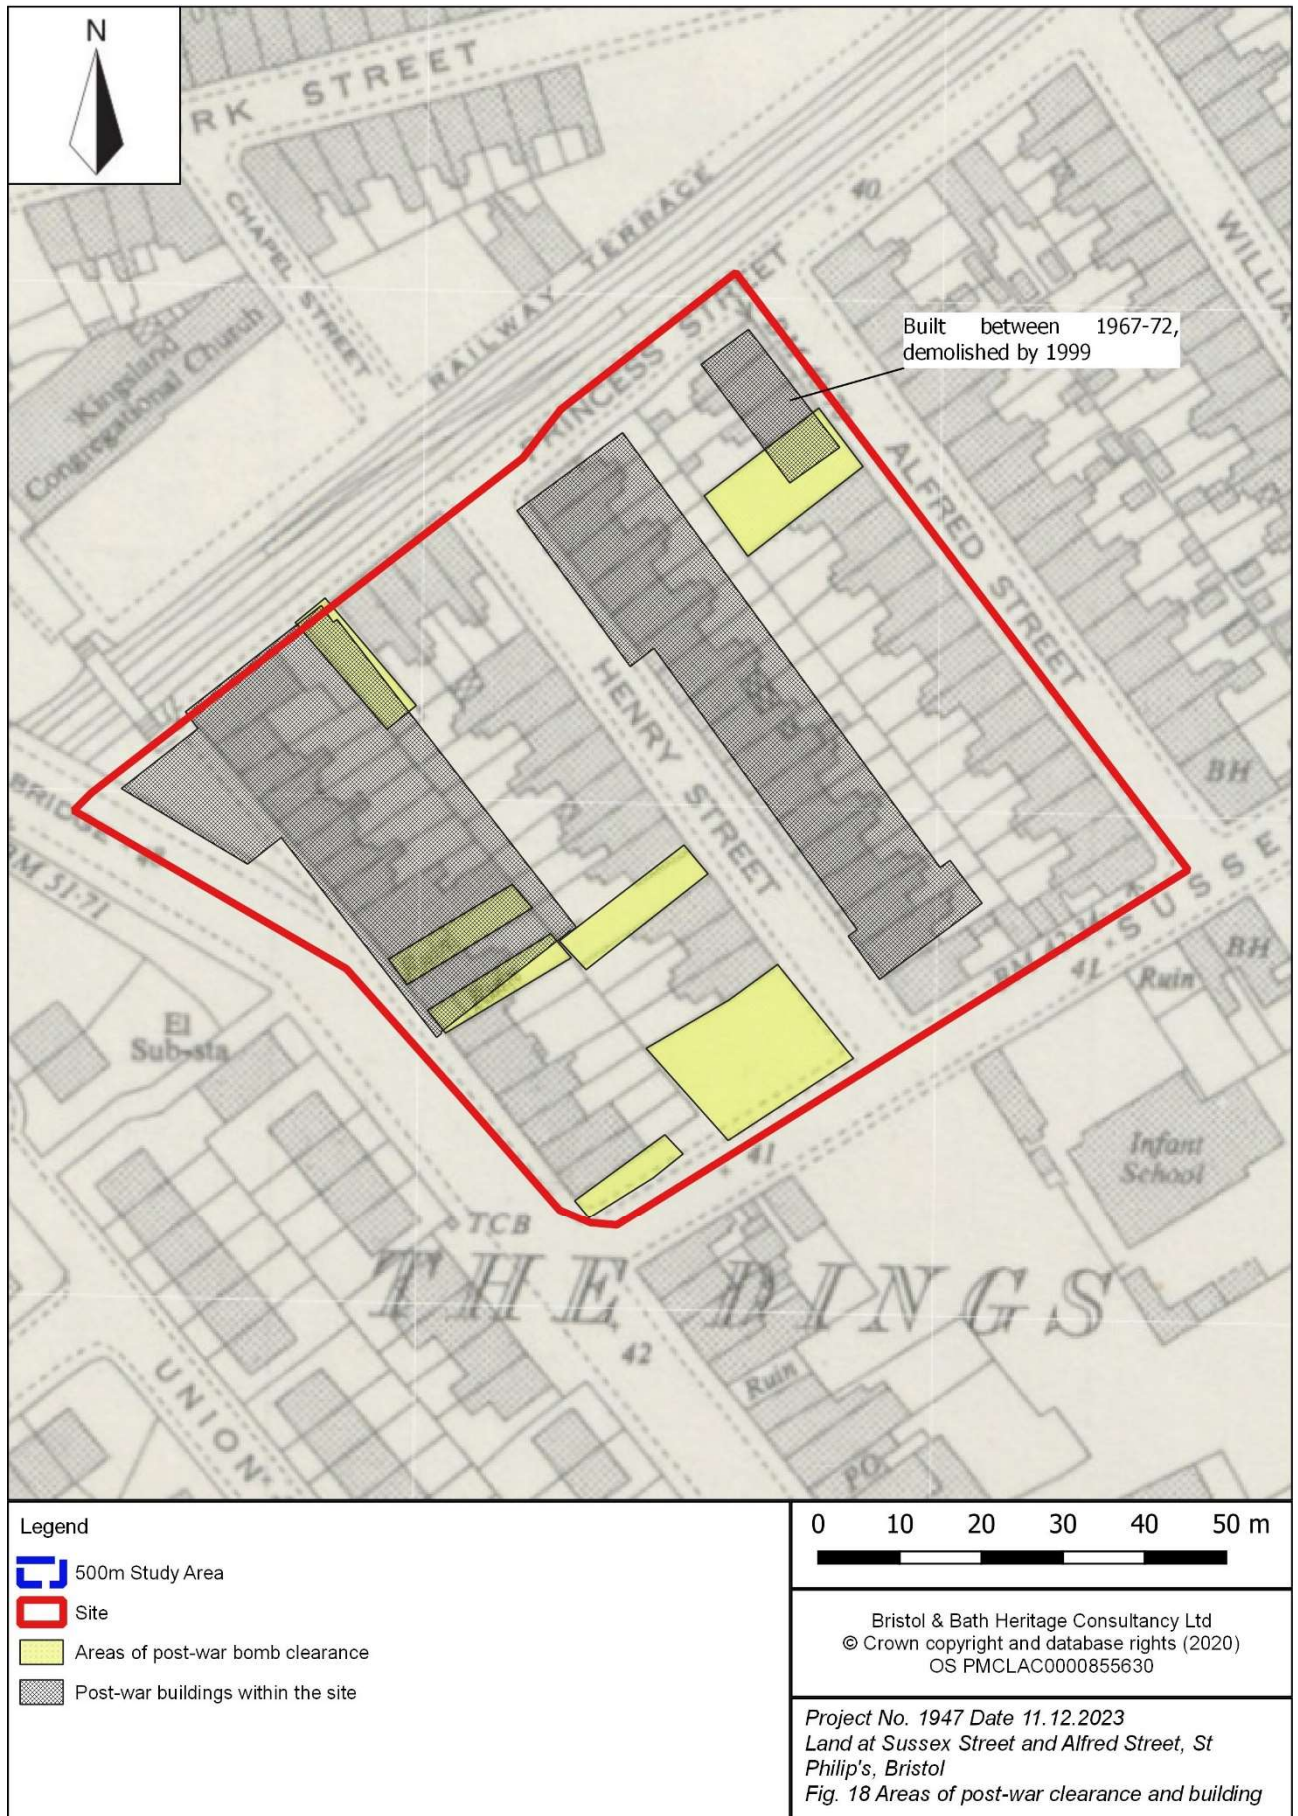 N
RK STREET
CHAPEL STREET
RAILWAY TERRACE
40
WILLIA
Kingsland
Congregational Church
PRINCESS STREET
Built between 1967-72,
demolished by 1999
ALFRED STREET
HENRY STREET
BH
BRIDGE
BM 51·71
SUSSE
BH
41
Ruin
El
Sub-sta
Infant
School
41
TCB
THE DINGS
42
Ruin
UNION
PO
Legend
500m Study Area
Site
Areas of post-war bomb clearance
Post-war buildings within the site
0 10 20 30 40 50 m
Bristol & Bath Heritage Consultancy Ltd
© Crown copyright and database rights (2020)
OS PMCLAC0000855630
Project No. 1947 Date 11.12.2023
Land at Sussex Street and Alfred Street, St
Philip's, Bristol
Fig. 18 Areas of post-war clearance and building